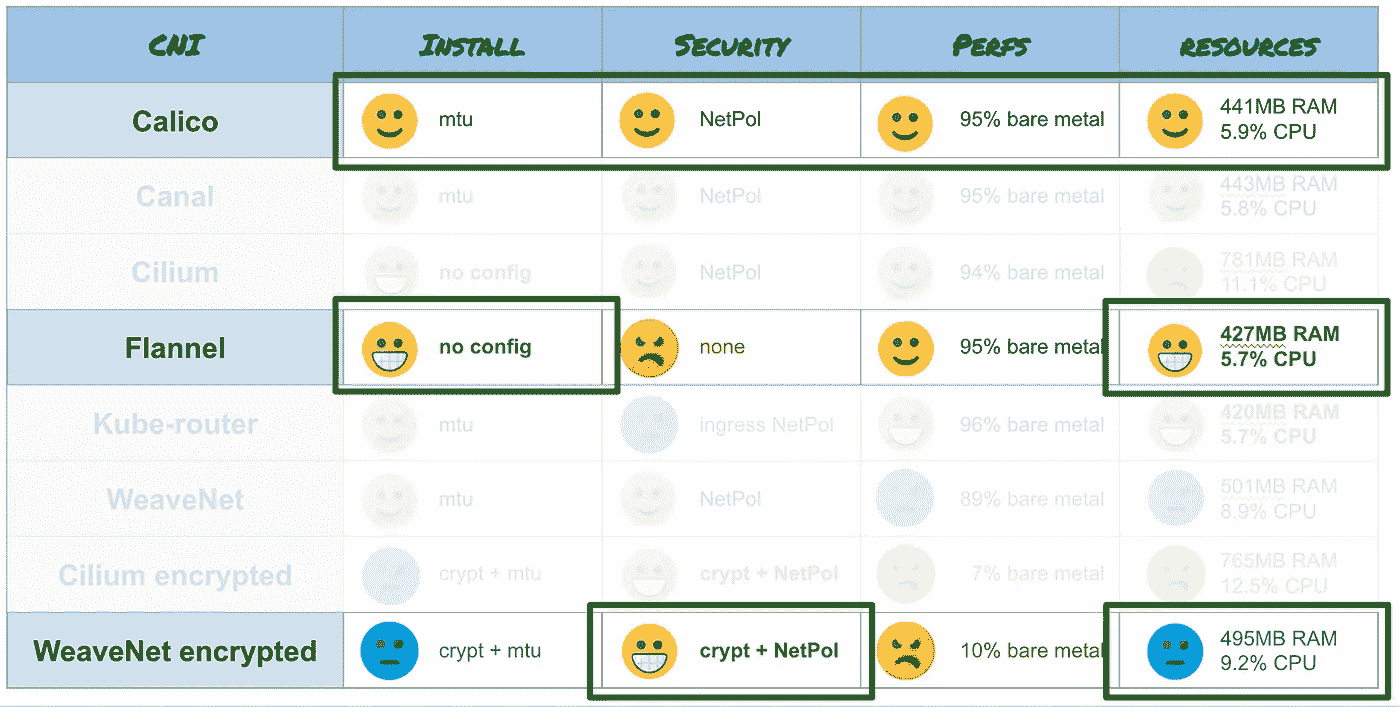 CNI INSTALL SECURITY PERFS RESOURCES
Calico mtu NetPol 95% bare metal 441MB RAM
5.9% CPU
Canal mtu NetPol 95% bare metal 443MB RAM
5.8% CPU
Cilium no config NetPol 94% bare metal 781MB RAM
11.1% CPU
Flannel no config none 95% bare metal 427MB RAM
5.7% CPU
Kube-router mtu ingress NetPol 96% bare metal 420MB RAM
5.7% CPU
WeaveNet mtu NetPol 89% bare metal 501MB RAM
8.9% CPU
Cilium encrypted crypt + mtu crypt + NetPol 7% bare metal 765MB RAM
12.5% CPU
WeaveNet encrypted crypt + mtu crypt + NetPol 10% bare metal 495MB RAM
9.2% CPU